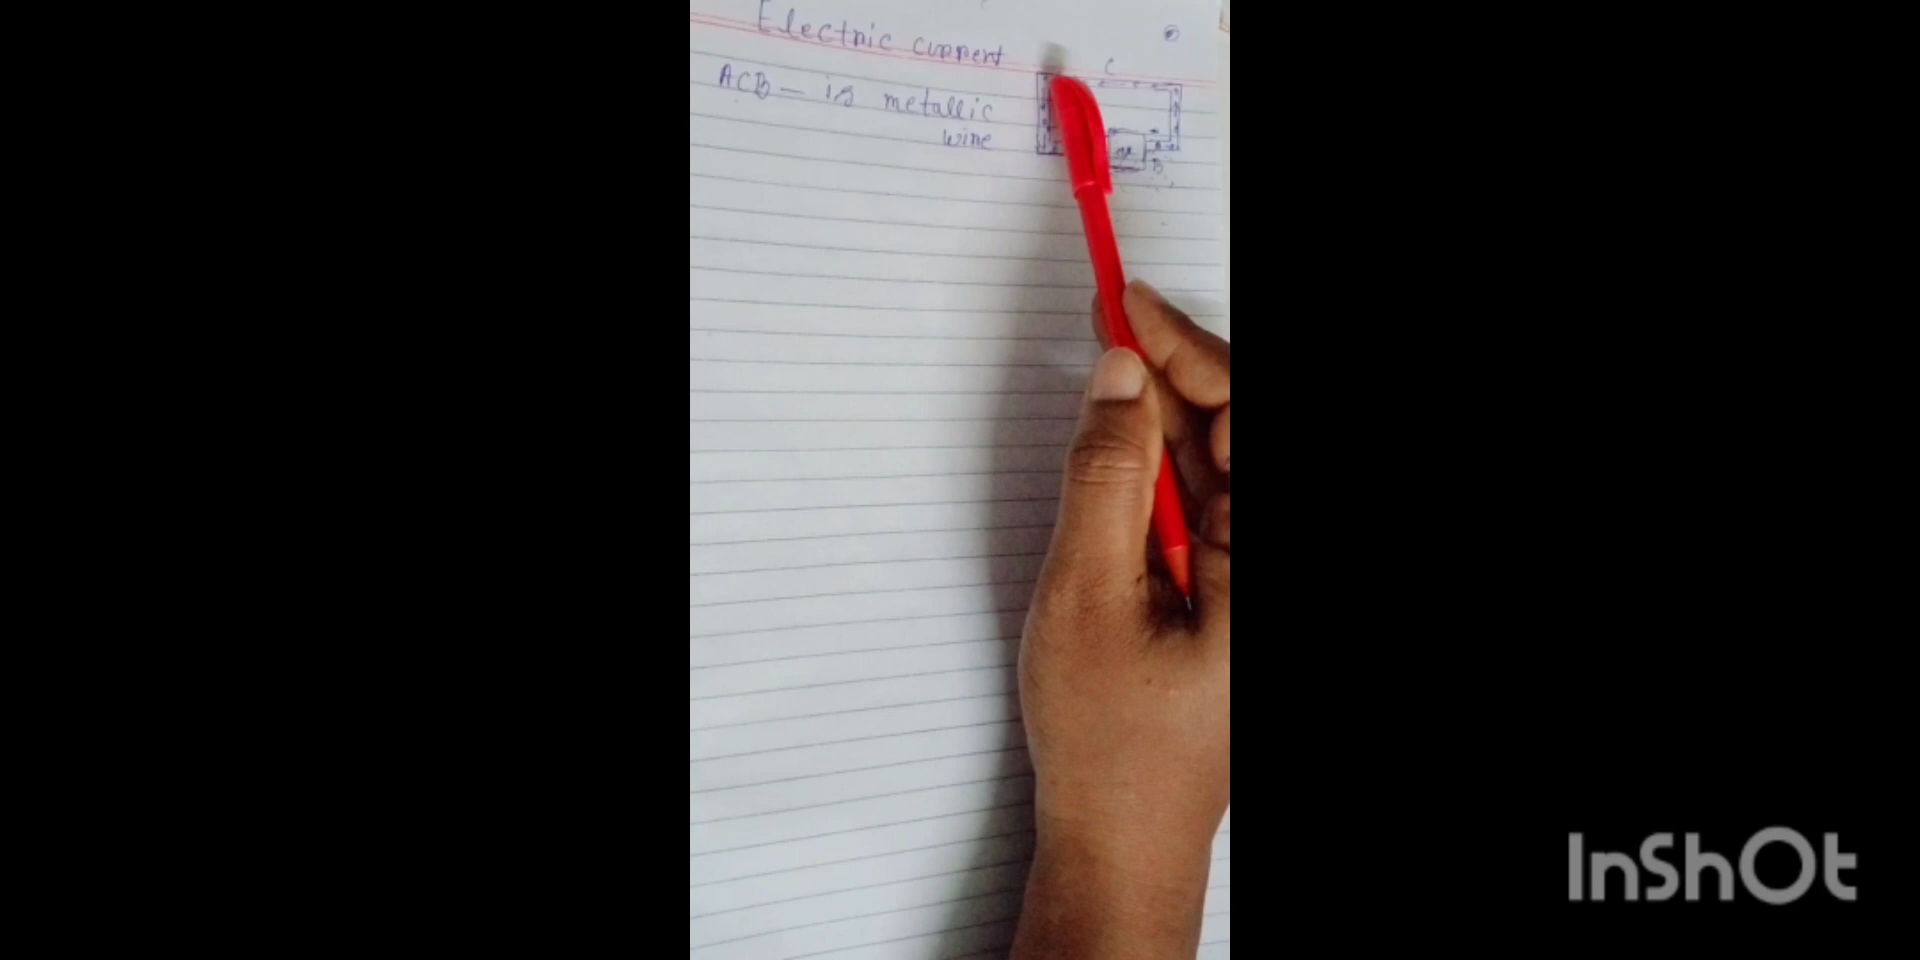 Electric current
ACB - is metallic
wire
C
B
InShOt